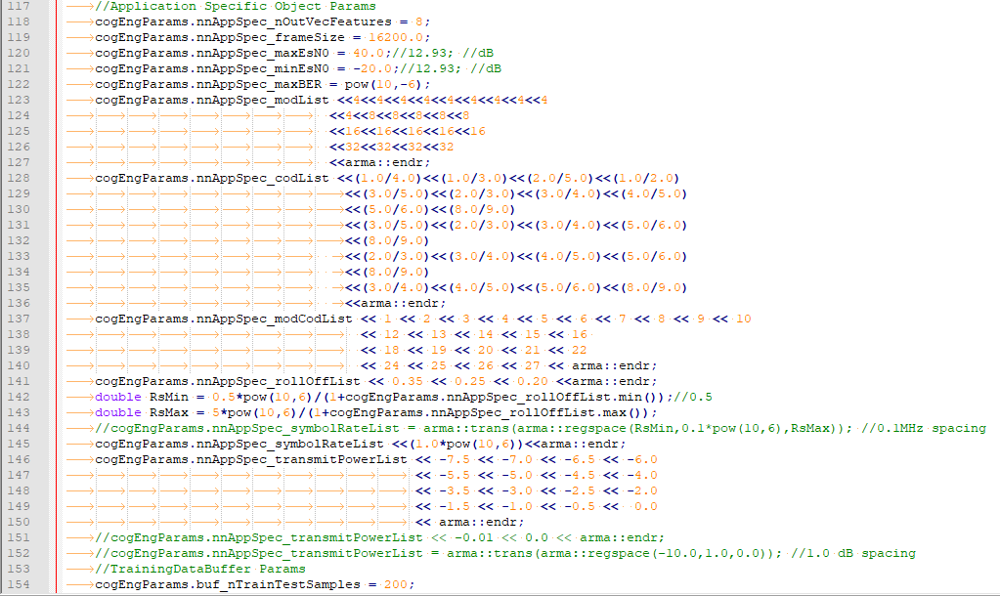 117 //Application Specific Object Params
118 cogEngParams.nnAppSpec_nOutVecFeatures = 8;
119 cogEngParams.nnAppSpec_frameSize = 16200.0;
120 cogEngParams.nnAppSpec_maxEsN0 = 40.0;//12.93; //dB
121 cogEngParams.nnAppSpec_minEsN0 = -20.0;//12.93; //dB
122 cogEngParams.nnAppSpec_maxBER = pow(10,-6);
123 cogEngParams.nnAppSpec_modList <<4<<4<<4<<4<<4<<4<<4<<4<<4
124 <<4<<8<<8<<8<<8<<8
125 <<16<<16<<16<<16<<16
126 <<32<<32<<32<<32
127 <<arma::endr;
128 cogEngParams.nnAppSpec_codList <<(1.0/4.0)<<(1.0/3.0)<<(2.0/5.0)<<(1.0/2.0)
129 <<(3.0/5.0)<<(2.0/3.0)<<(3.0/4.0)<<(4.0/5.0)
130 <<(5.0/6.0)<<(8.0/9.0)
131 <<(3.0/5.0)<<(2.0/3.0)<<(3.0/4.0)<<(5.0/6.0)
132 <<(8.0/9.0)
133 <<(2.0/3.0)<<(3.0/4.0)<<(4.0/5.0)<<(5.0/6.0)
134 <<(8.0/9.0)
135 <<(3.0/4.0)<<(4.0/5.0)<<(5.0/6.0)<<(8.0/9.0)
136 <<arma::endr;
137 cogEngParams.nnAppSpec_modCodList << 1 << 2 << 3 << 4 << 5 << 6 << 7 << 8 << 9 << 10
138 << 12 << 13 << 14 << 15 << 16
139 << 18 << 19 << 20 << 21 << 22
140 << 24 << 25 << 26 << 27 << arma::endr;
141 cogEngParams.nnAppSpec_rollOffList << 0.35 << 0.25 << 0.20 <<arma::endr;
142 double RsMin = 0.5*pow(10,6)/(1+cogEngParams.nnAppSpec_rollOffList.min());//0.5
143 double RsMax = 5*pow(10,6)/(1+cogEngParams.nnAppSpec_rollOffList.max());
144 //cogEngParams.nnAppSpec_symbolRateList = arma::trans(arma::regspace(RsMin,0.1*pow(10,6),RsMax)); //0.1MHz spacing
145 cogEngParams.nnAppSpec_symbolRateList <<(1.0*pow(10,6))<<arma::endr;
146 cogEngParams.nnAppSpec_transmitPowerList << -7.5 << -7.0 << -6.5 << -6.0
147 << -5.5 << -5.0 << -4.5 << -4.0
148 << -3.5 << -3.0 << -2.5 << -2.0
149 << -1.5 << -1.0 << -0.5 << 0.0
150 << arma::endr;
151 //cogEngParams.nnAppSpec_transmitPowerList << -0.01 << 0.0 << arma::endr;
152 //cogEngParams.nnAppSpec_transmitPowerList = arma::trans(arma::regspace(-10.0,1.0,0.0)); //1.0 dB spacing
153 //TrainingDataBuffer Params
154 cogEngParams.buf_nTrainTestSamples = 200;